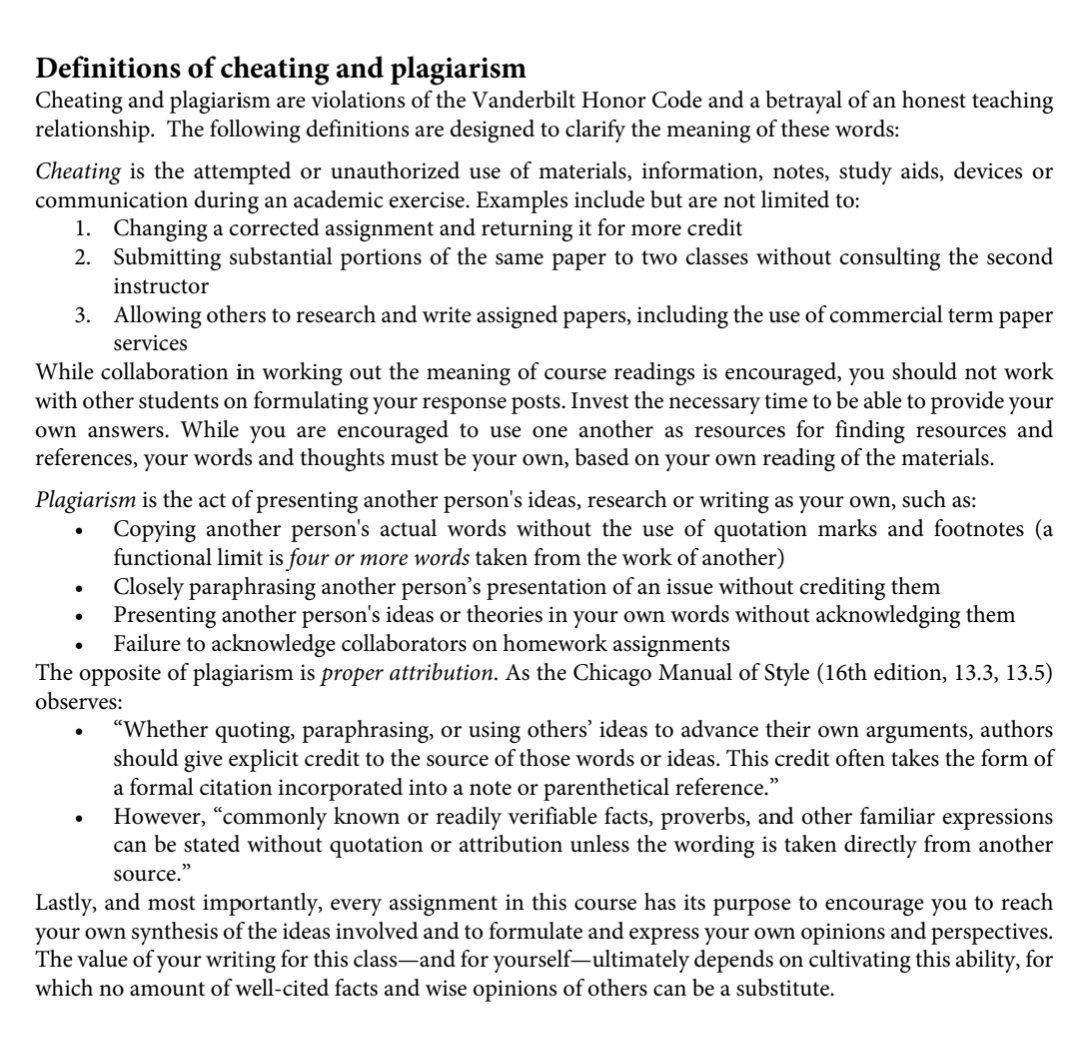 Definitions of cheating and plagiarism
Cheating and plagiarism are violations of the Vanderbilt Honor Code and a betrayal of an honest teaching
relationship.  The following definitions are designed to clarify the meaning of these words:
Cheating is the attempted or unauthorized use of materials, information, notes, study aids, devices or
communication during an academic exercise. Examples include but are not limited to:
1. Changing a corrected assignment and returning it for more credit
2. Submitting substantial portions of the same paper to two classes without consulting the second
instructor
3. Allowing others to research and write assigned papers, including the use of commercial term paper
services
While collaboration in working out the meaning of course readings is encouraged, you should not work
with other students on formulating your response posts. Invest the necessary time to be able to provide your
own answers. While you are encouraged to use one another as resources for finding resources and
references, your words and thoughts must be your own, based on your own reading of the materials.
Plagiarism is the act of presenting another person's ideas, research or writing as your own, such as:
• Copying another person's actual words without the use of quotation marks and footnotes (a
functional limit is four or more words taken from the work of another)
• Closely paraphrasing another person’s presentation of an issue without crediting them
• Presenting another person's ideas or theories in your own words without acknowledging them
• Failure to acknowledge collaborators on homework assignments
The opposite of plagiarism is proper attribution. As the Chicago Manual of Style (16th edition, 13.3, 13.5)
observes:
• “Whether quoting, paraphrasing, or using others’ ideas to advance their own arguments, authors
should give explicit credit to the source of those words or ideas. This credit often takes the form of
a formal citation incorporated into a note or parenthetical reference.”
• However, “commonly known or readily verifiable facts, proverbs, and other familiar expressions
can be stated without quotation or attribution unless the wording is taken directly from another
source.”
Lastly, and most importantly, every assignment in this course has its purpose to encourage you to reach
your own synthesis of the ideas involved and to formulate and express your own opinions and perspectives.
The value of your writing for this class—and for yourself—ultimately depends on cultivating this ability, for
which no amount of well-cited facts and wise opinions of others can be a substitute.